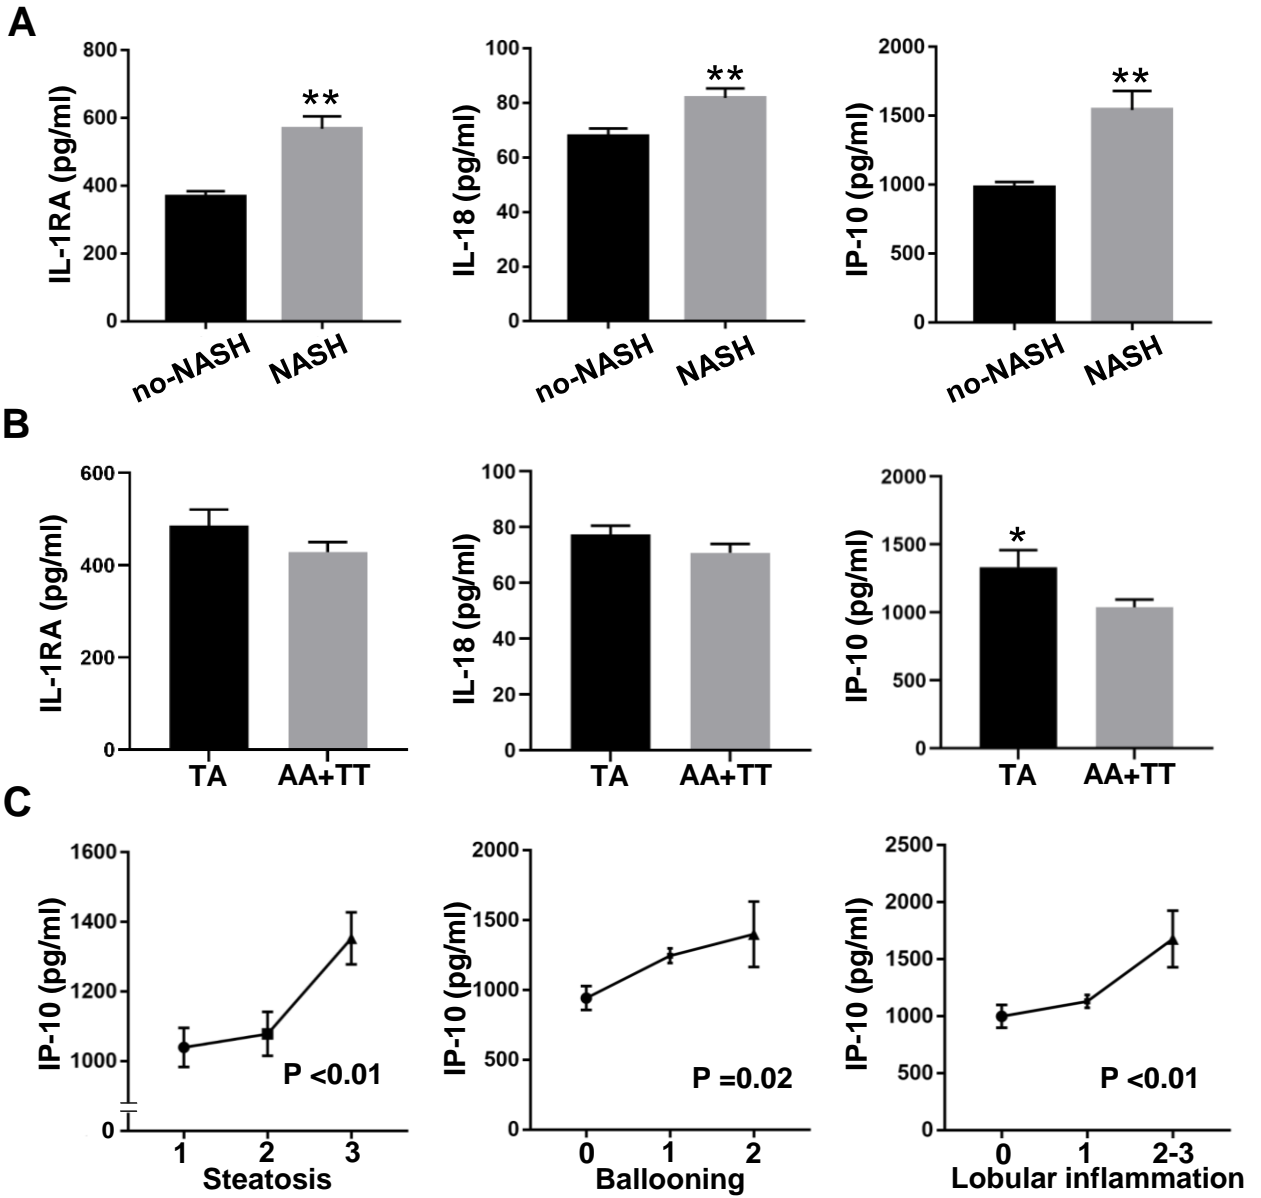 A
IL-1RA (pg/ml)
800
600
400
200
0
**
no-NASH
NASH
IL-18 (pg/ml)
100
80
60
40
20
0
**
no-NASH
NASH
IP-10 (pg/ml)
2000
1500
1000
500
0
**
no-NASH
NASH
B
IL-1RA (pg/ml)
600
400
200
0
TA
AA+TT
IL-18 (pg/ml)
100
80
60
40
20
0
TA
AA+TT
IP-10 (pg/ml)
2000
1500
1000
500
0
*
TA
AA+TT
C
IP-10 (pg/ml)
1600
1400
1200
1000
0
P <0.01
1 2 3
Steatosis
IP-10 (pg/ml)
2000
1500
1000
500
0
P =0.02
0 1 2
Ballooning
IP-10 (pg/ml)
2500
2000
1500
1000
500
0
P <0.01
0 1 2-3
Lobular inflammation